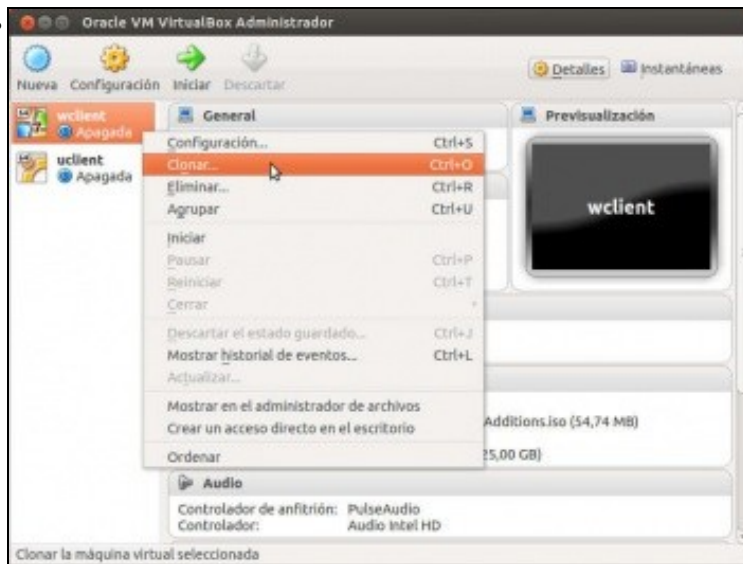 Oracle VM VirtualBox Administrador
Nueva Configuración Iniciar Descartar Detalles Instantáneas
wclient
Apagada
uclient
Apagada
General
Previsualización
wclient
Configuración... Ctrl+S
Clonar... Ctrl+O
Eliminar... Ctrl+R
Agrupar Ctrl+U
Iniciar
Pausar Ctrl+P
Reiniciar Ctrl+T
Cerrar
Descartar el estado guardado... Ctrl+J
Mostrar historial de eventos... Ctrl+L
Actualizar...
Mostrar en el administrador de archivos
Crear un acceso directo en el escritorio
Ordenar
Additions.iso (54,74 MB)
25,00 GB)
Audio
Controlador de anfitrión: PulseAudio
Controlador: Audio Intel HD
Clonar la máquina virtual seleccionada